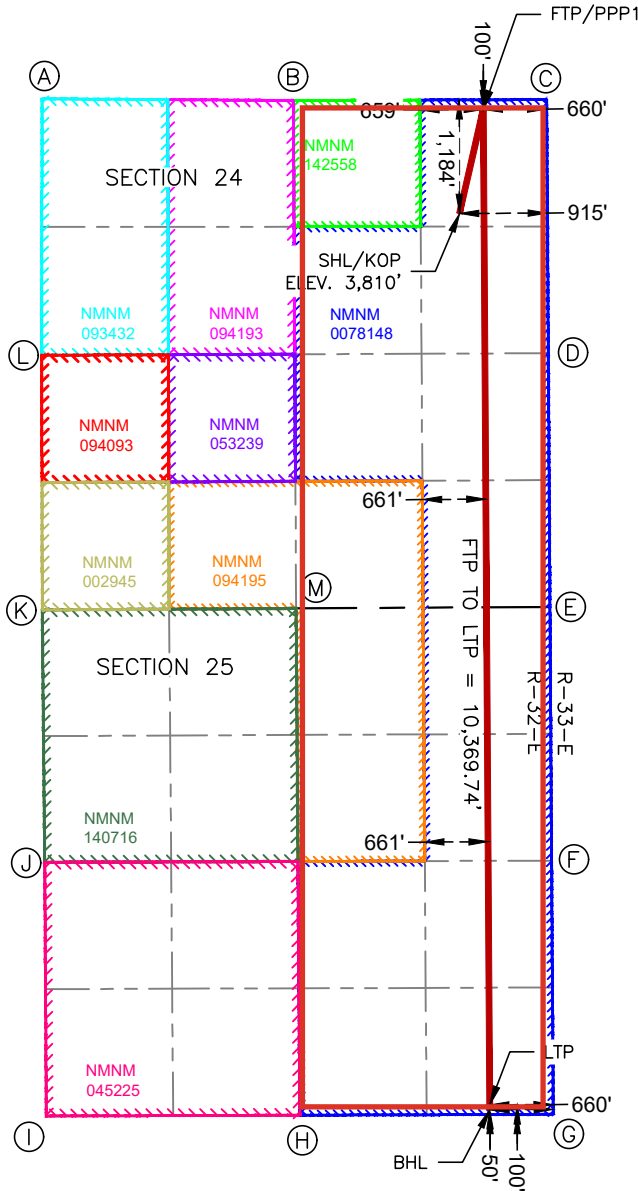 FTP/PPP1
100'
A
B
C
659'
660'
NMNM
142558
1,184'
SECTION 24
915'
SHL/KOP
ELEV. 3,810'
NMNM
093432
NMNM
094193
NMNM
0078148
L
D
NMNM
094093
NMNM
053239
661'
NMNM
002945
NMNM
094195
M
FTP TO LTP = 10,369.74'
K
E
SECTION 25
R-32-E
R-33-E
NMNM
140716
661'
J
F
NMNM
045225
LTP
660'
I
H
G
BHL
50'
100'